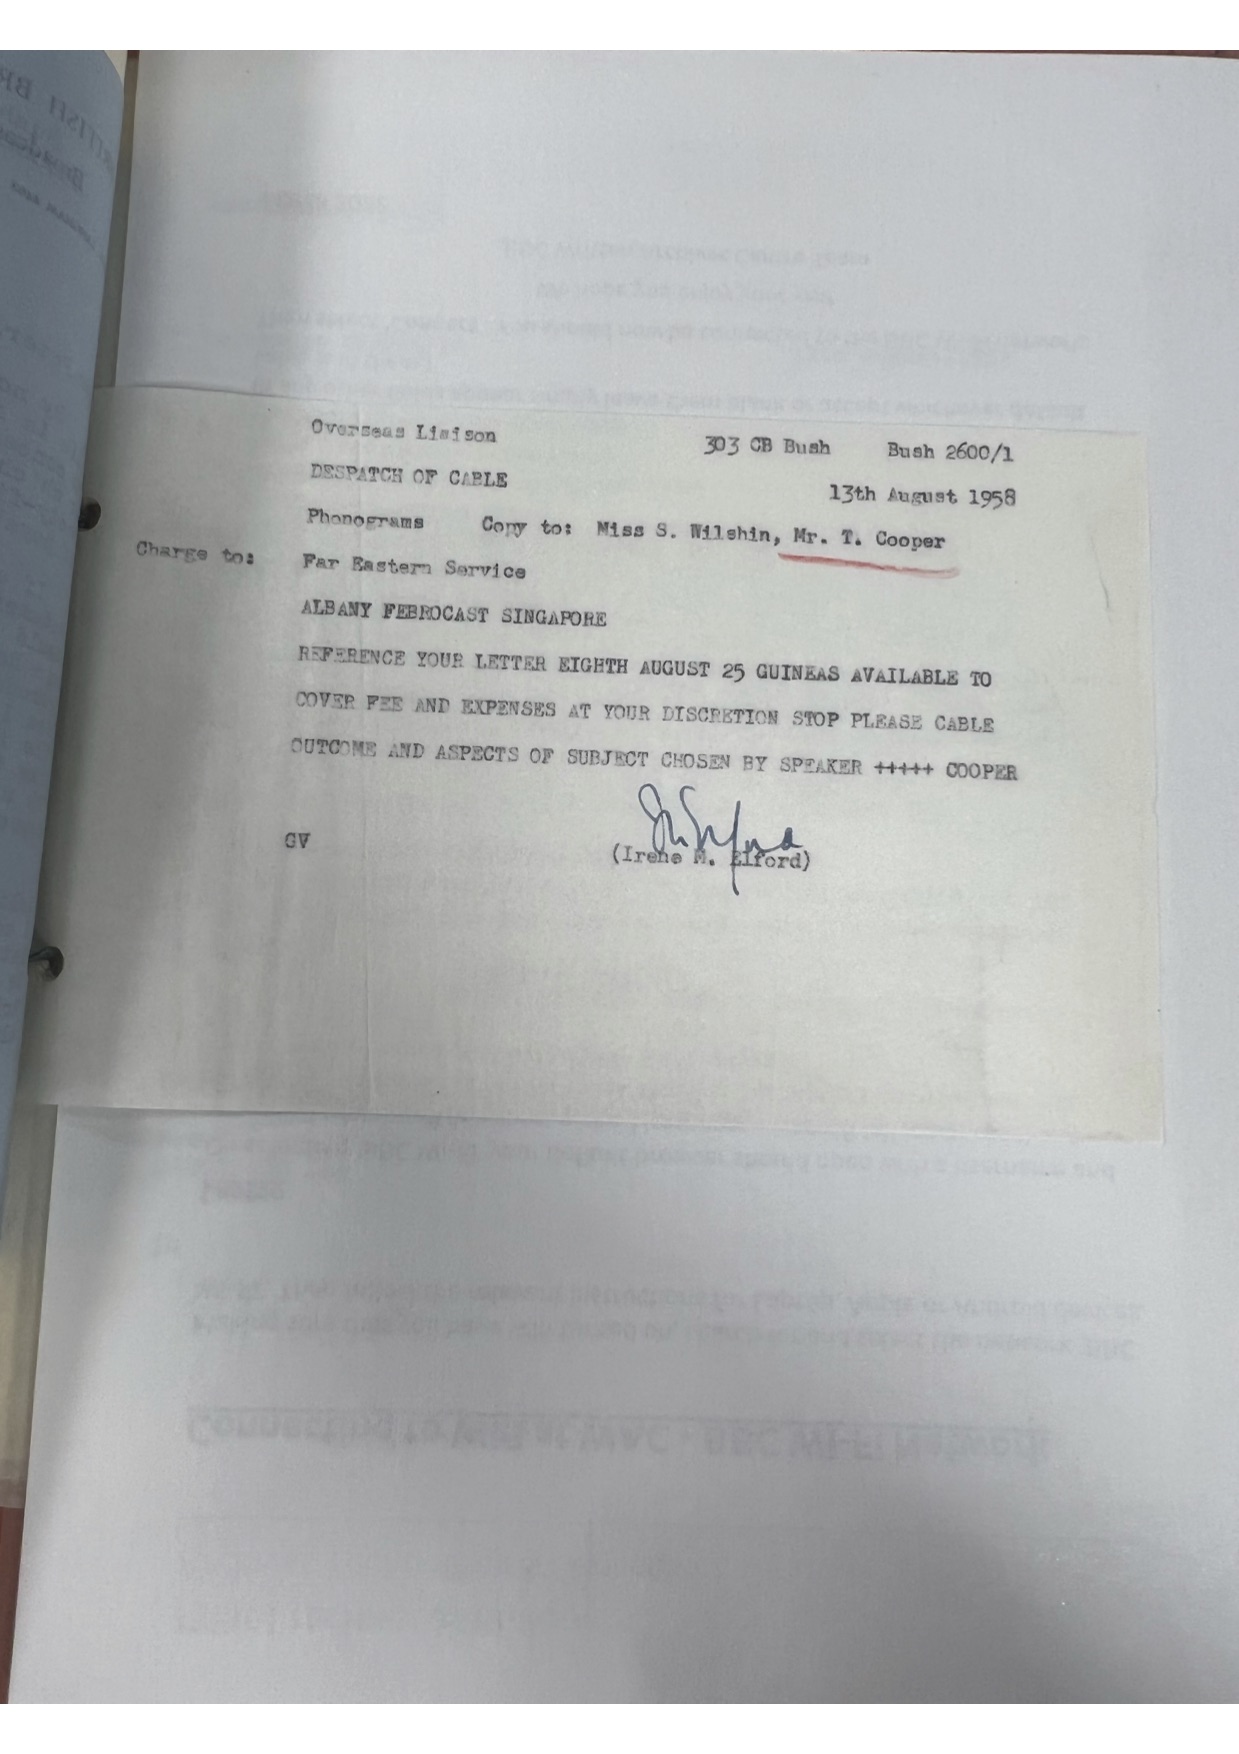 Overseas Liaison 303 CB Bush Bush 2600/1
DESPATCH OF CABLE 13th August 1958
Phonograms Copy to: Miss S. Wilshin, Mr. T. Cooper
Charge to: Far Eastern Service
ALBANY FEBROCAST SINGAPORE
REFERENCE YOUR LETTER EIGHTH AUGUST 25 GUINEAS AVAILABLE TO
COVER FEE AND EXPENSES AT YOUR DISCRETION STOP PLEASE CABLE
OUTCOME AND ASPECTS OF SUBJECT CHOSEN BY SPEAKER +++++ COOPER
GV
(Irene M. Elford)